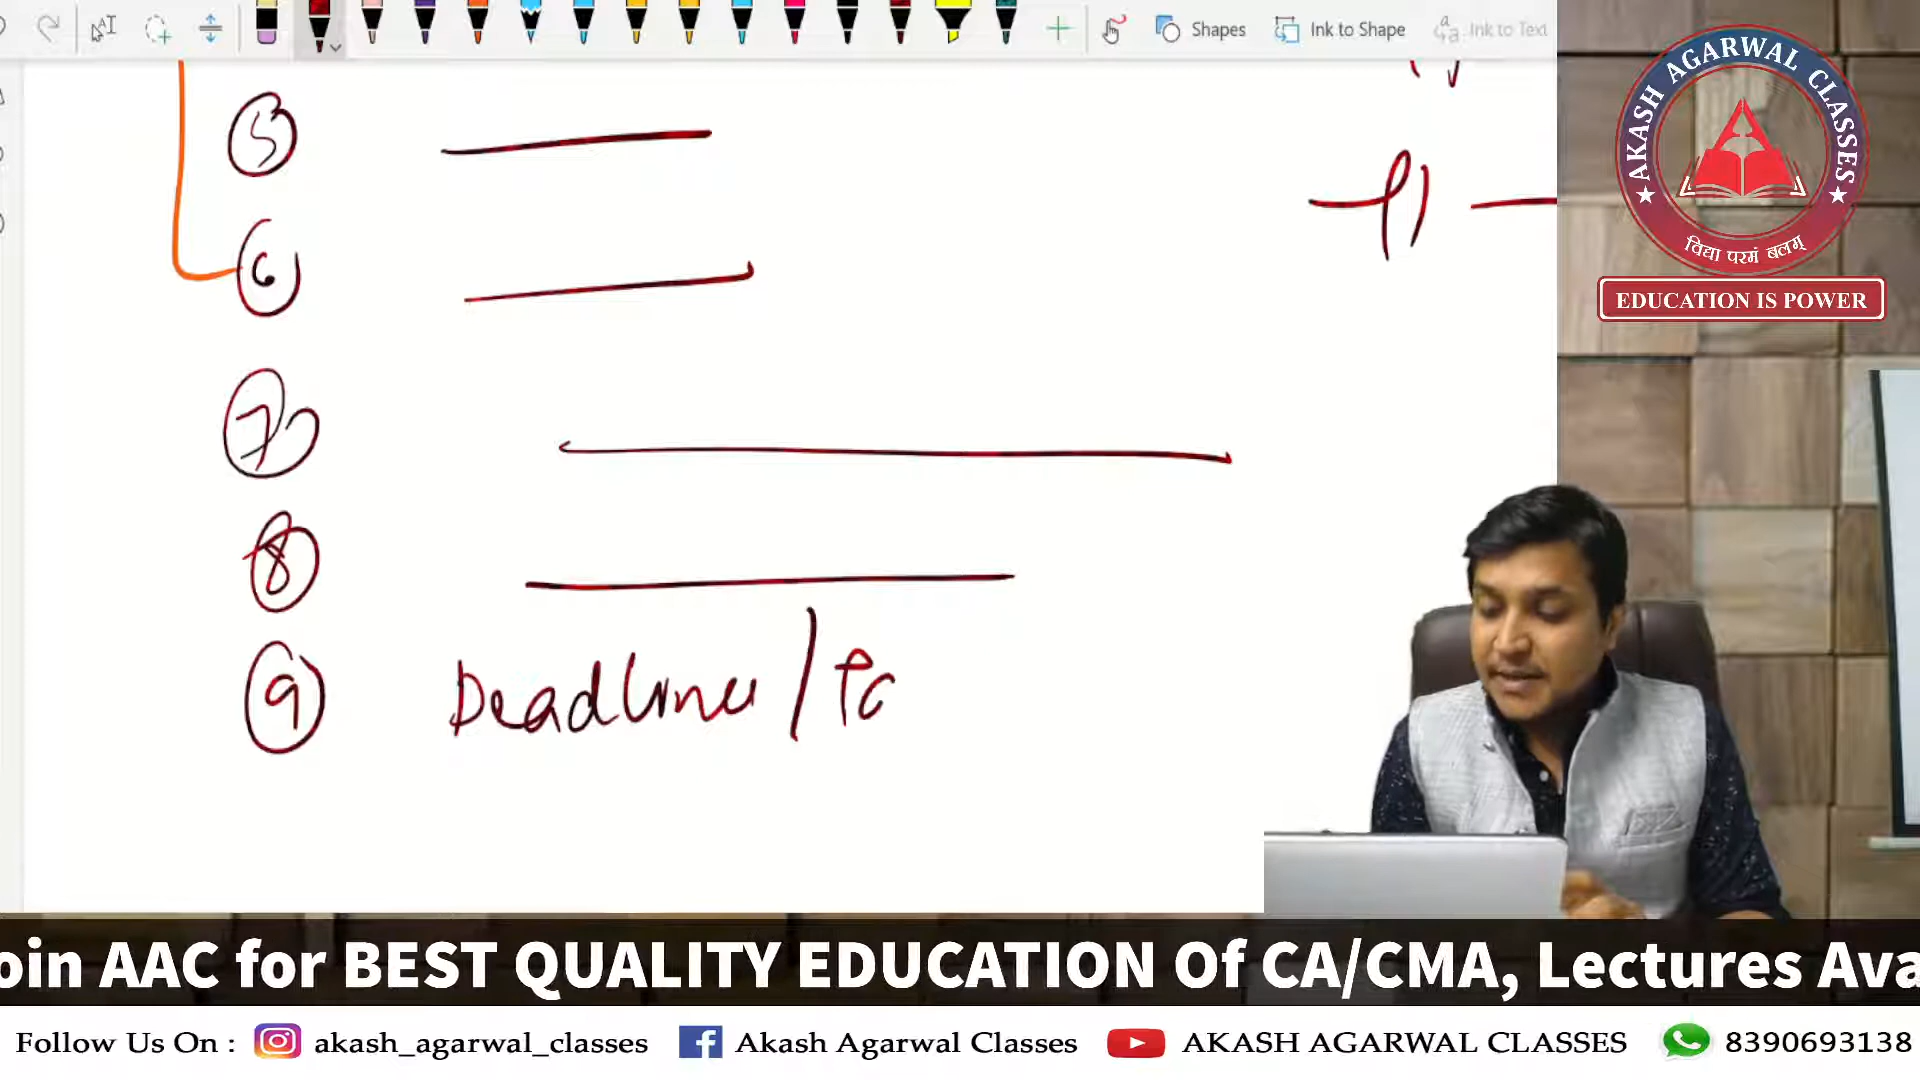 Shapes
Ink to Shape
Ink to Text
5
6
7
8
9 Deadlines /
AKASH AGARWAL CLASSES
विद्या परमं बलम्
EDUCATION IS POWER
oin AAC for BEST QUALITY EDUCATION Of CA/CMA, Lectures Ava
Follow Us On : akash_agarwal_classes Akash Agarwal Classes AKASH AGARWAL CLASSES 8390693138